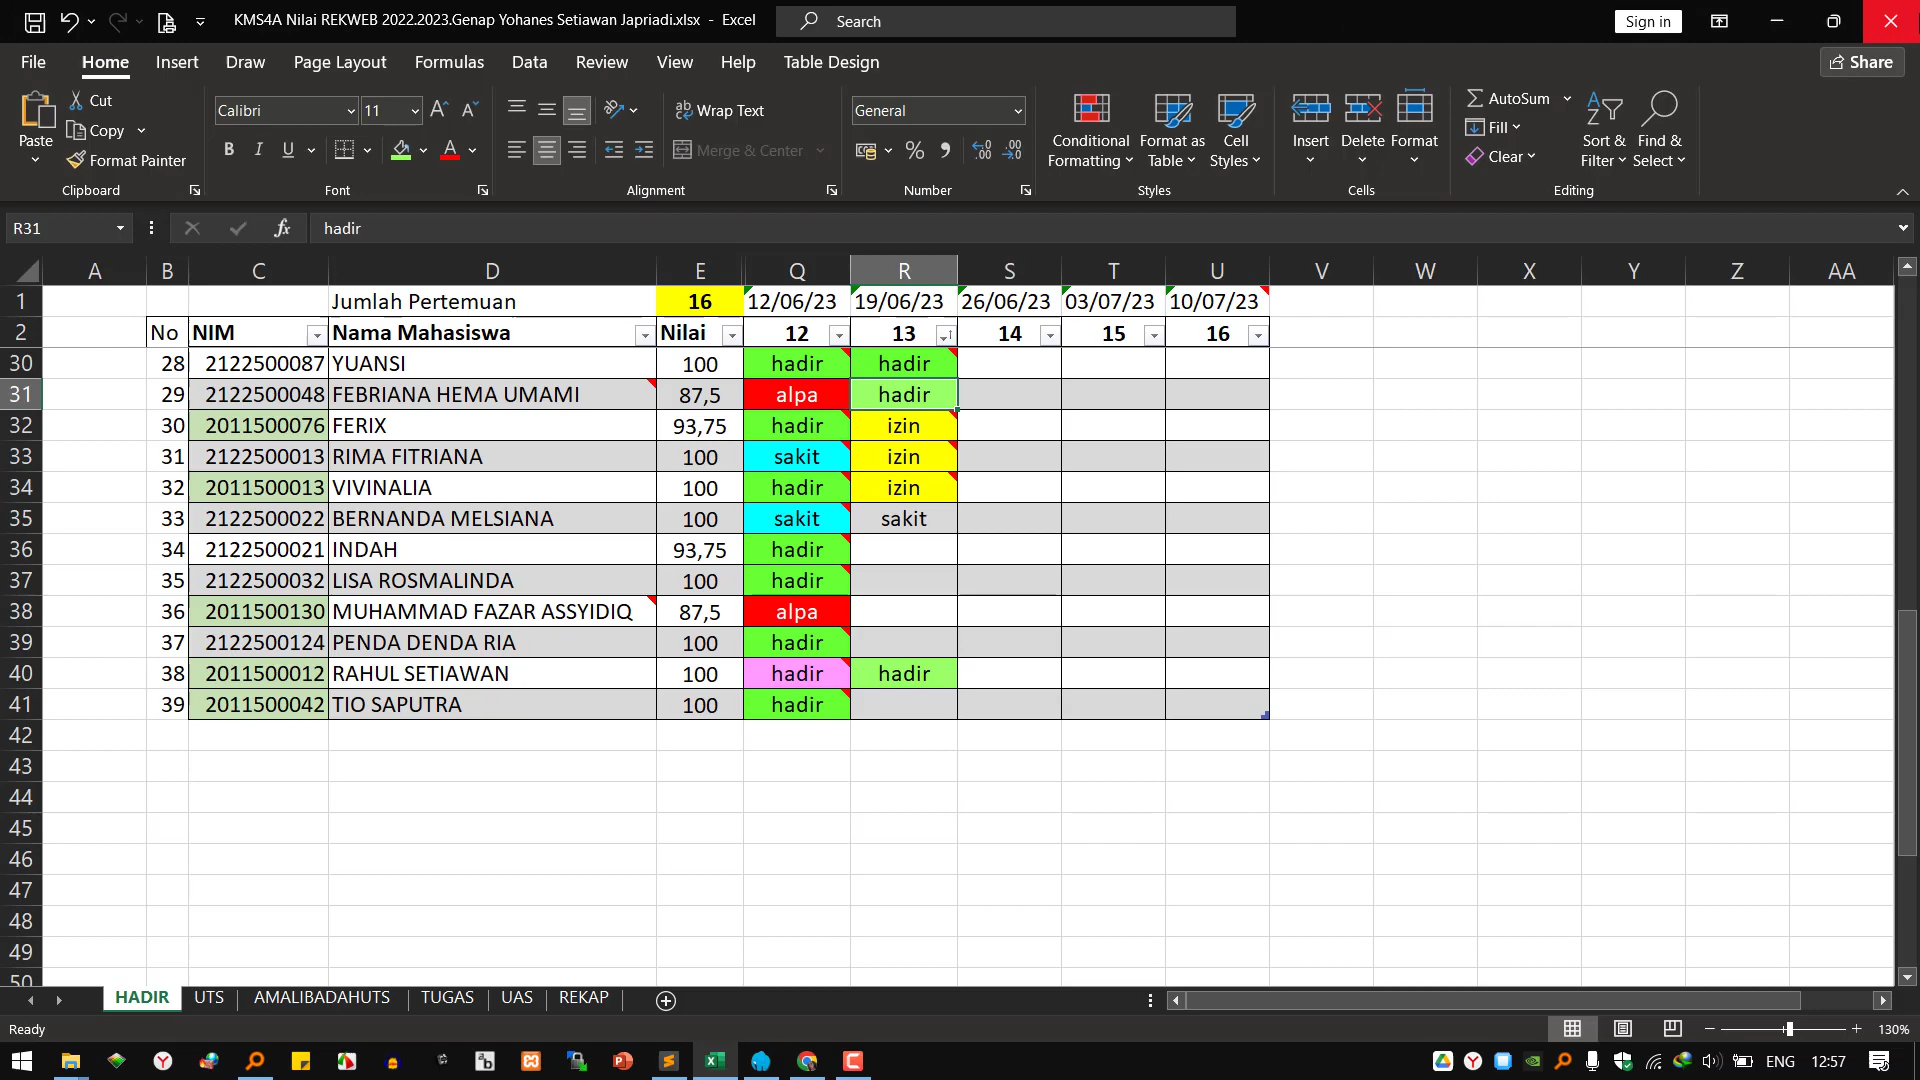 KMS4A Nilai REKWEB 2022.2023.Genap Yohanes Setiawan Japriadi.xlsx - Excel
Search
Sign in
File Home Insert Draw Page Layout Formulas Data Review View Help Table Design
Share
Paste
Cut
Copy
Format Painter
Clipboard
Calibri 11
B I U A
Font
Wrap Text
Merge & Center
Alignment
General
Number
Conditional Formatting
Format as Table
Cell Styles
Styles
Insert Delete Format
Cells
AutoSum
Fill
Clear
Sort & Filter
Find & Select
Editing
R31 fx hadir
A B C D E Q R S T U V W X Y Z AA
1 Jumlah Pertemuan 16 12/06/23 19/06/23 26/06/23 03/07/23 10/07/23
2 No NIM Nama Mahasiswa Nilai 12 13 14 15 16
30 28 2122500087 YUANSI 100 hadir hadir
31 29 2122500048 FEBRIANA HEMA UMAMI 87,5 alpa hadir
32 30 2011500076 FERIX 93,75 hadir izin
33 31 2122500013 RIMA FITRIANA 100 sakit izin
34 32 2011500013 VIVINALIA 100 hadir izin
35 33 2122500022 BERNANDA MELSIANA 100 sakit sakit
36 34 2122500021 INDAH 93,75 hadir
37 35 2122500032 LISA ROSMALINDA 100 hadir
38 36 2011500130 MUHAMMAD FAZAR ASSYIDIQ 87,5 alpa
39 37 2122500124 PENDA DENDA RIA 100 hadir
40 38 2011500012 RAHUL SETIAWAN 100 hadir hadir
41 39 2011500042 TIO SAPUTRA 100 hadir
42
43
44
45
46
47
48
49
50
HADIR UTS AMALIBADAHUTS TUGAS UAS REKAP
Ready
130%
ENG 12:57